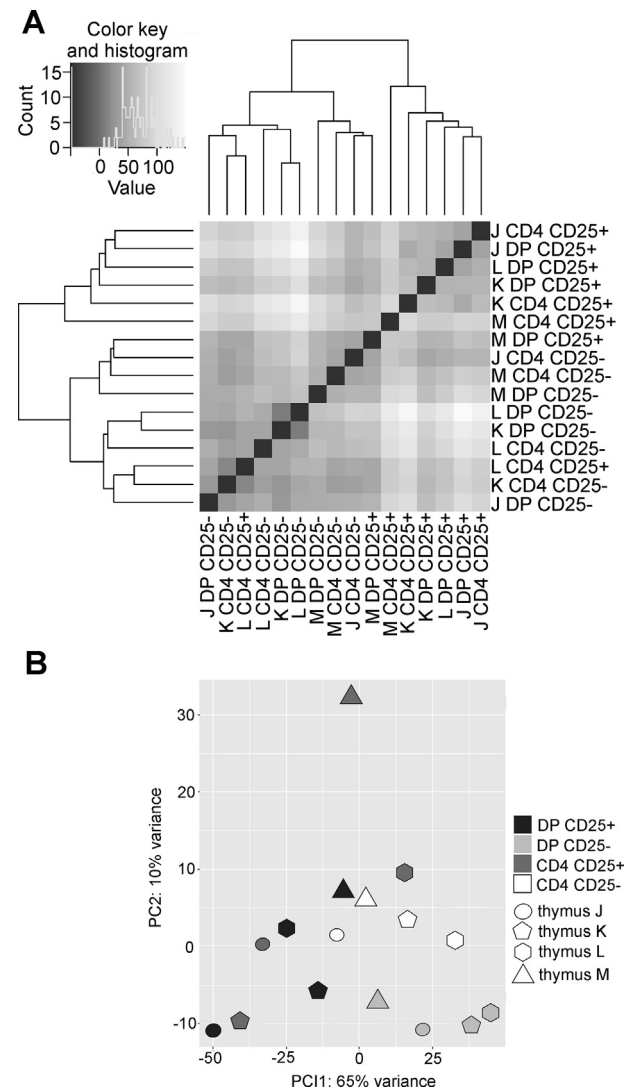 A
Color key
and histogram
15
10
5
0
Count
0 50 100
Value
J CD4 CD25+
J DP CD25+
L DP CD25+
K DP CD25+
K CD4 CD25+
M CD4 CD25+
M DP CD25+
J CD4 CD25-
M CD4 CD25-
M DP CD25-
L DP CD25-
K DP CD25-
L CD4 CD25-
L CD4 CD25+
K CD4 CD25-
J DP CD25-
J DP CD25-
K CD4 CD25-
L CD4 CD25+
L CD4 CD25-
K DP CD25-
L DP CD25-
M DP CD25-
M CD4 CD25-
J CD4 CD25-
M DP CD25+
M CD4 CD25+
K CD4 CD25+
K DP CD25+
L DP CD25+
J DP CD25+
J CD4 CD25+
B
30
20
10
0
-10
PC2: 10% variance
-50 -25 0 25
PCI1: 65% variance
DP CD25+
DP CD25-
CD4 CD25+
CD4 CD25-
thymus J
thymus K
thymus L
thymus M